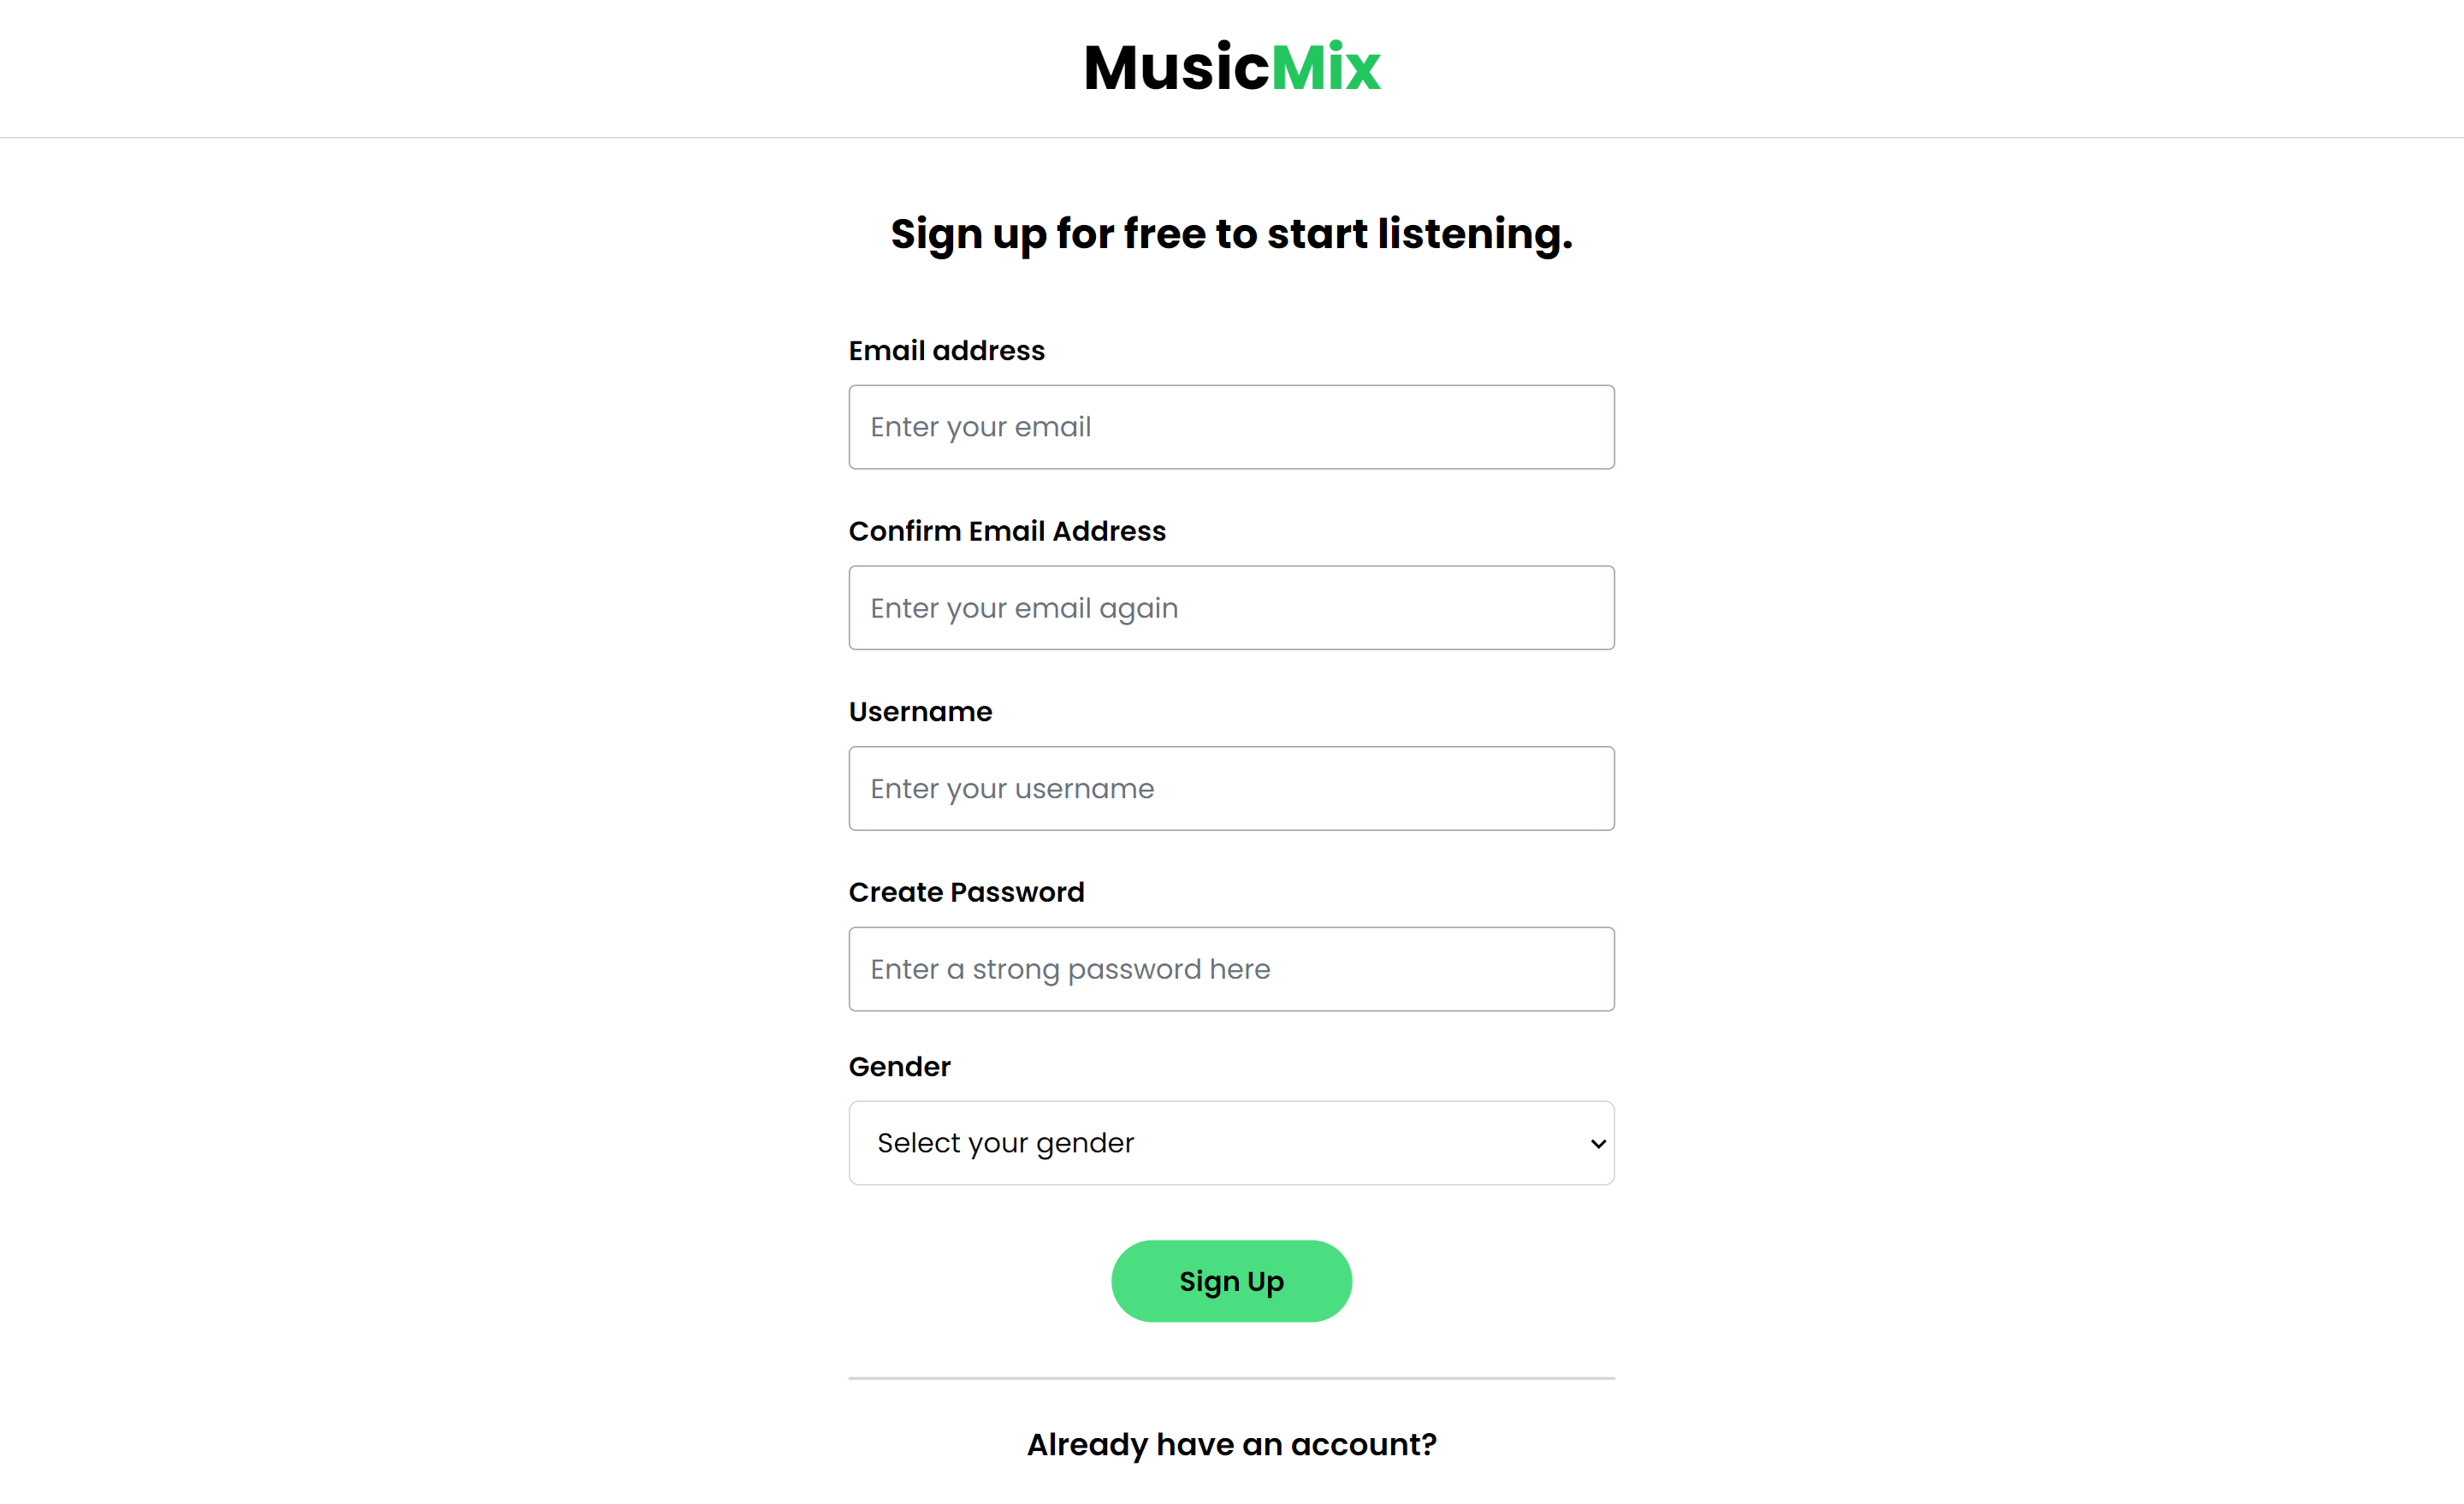 MusicMix
Sign up for free to start listening.
Email address
Enter your email
Confirm Email Address
Enter your email again
Username
Enter your username
Create Password
Enter a strong password here
Gender
Select your gender
Sign Up
Already have an account?